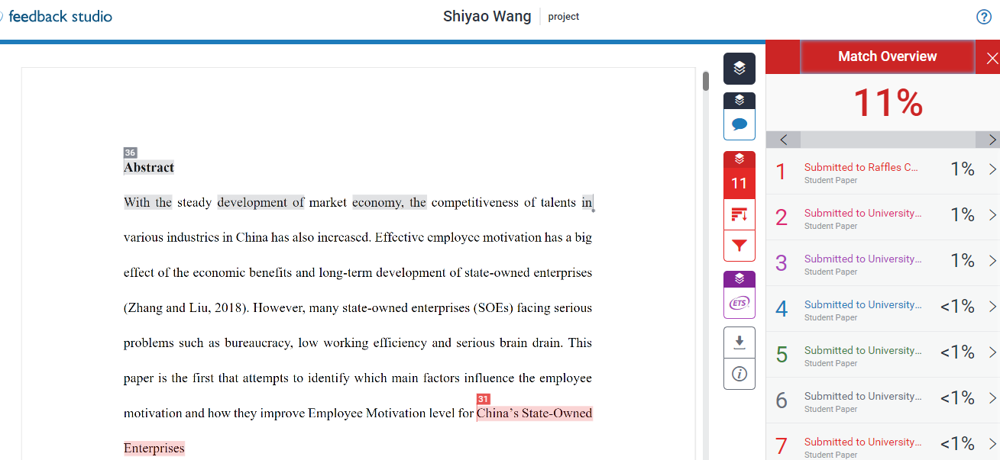 feedback studio
Shiyao Wang
project
?
Match Overview
11%
36
Abstract
With the steady development of market economy, the competitiveness of talents in
various industries in China has also increased. Effective employee motivation has a big
effect of the economic benefits and long-term development of state-owned enterprises
(Zhang and Liu, 2018). However, many state-owned enterprises (SOEs) facing serious
problems such as bureaucracy, low working efficiency and serious brain drain. This
paper is the first that attempts to identify which main factors influence the employee
31
motivation and how they improve Employee Motivation level for China's State-Owned
Enterprises
11
ETS
i
1 Submitted to Raffles C... 1%
Student Paper
2 Submitted to University... 1%
Student Paper
3 Submitted to University... 1%
Student Paper
4 Submitted to University... <1%
Student Paper
5 Submitted to University... <1%
Student Paper
6 Submitted to University... <1%
Student Paper
7 Submitted to University... <1%
Student Paper